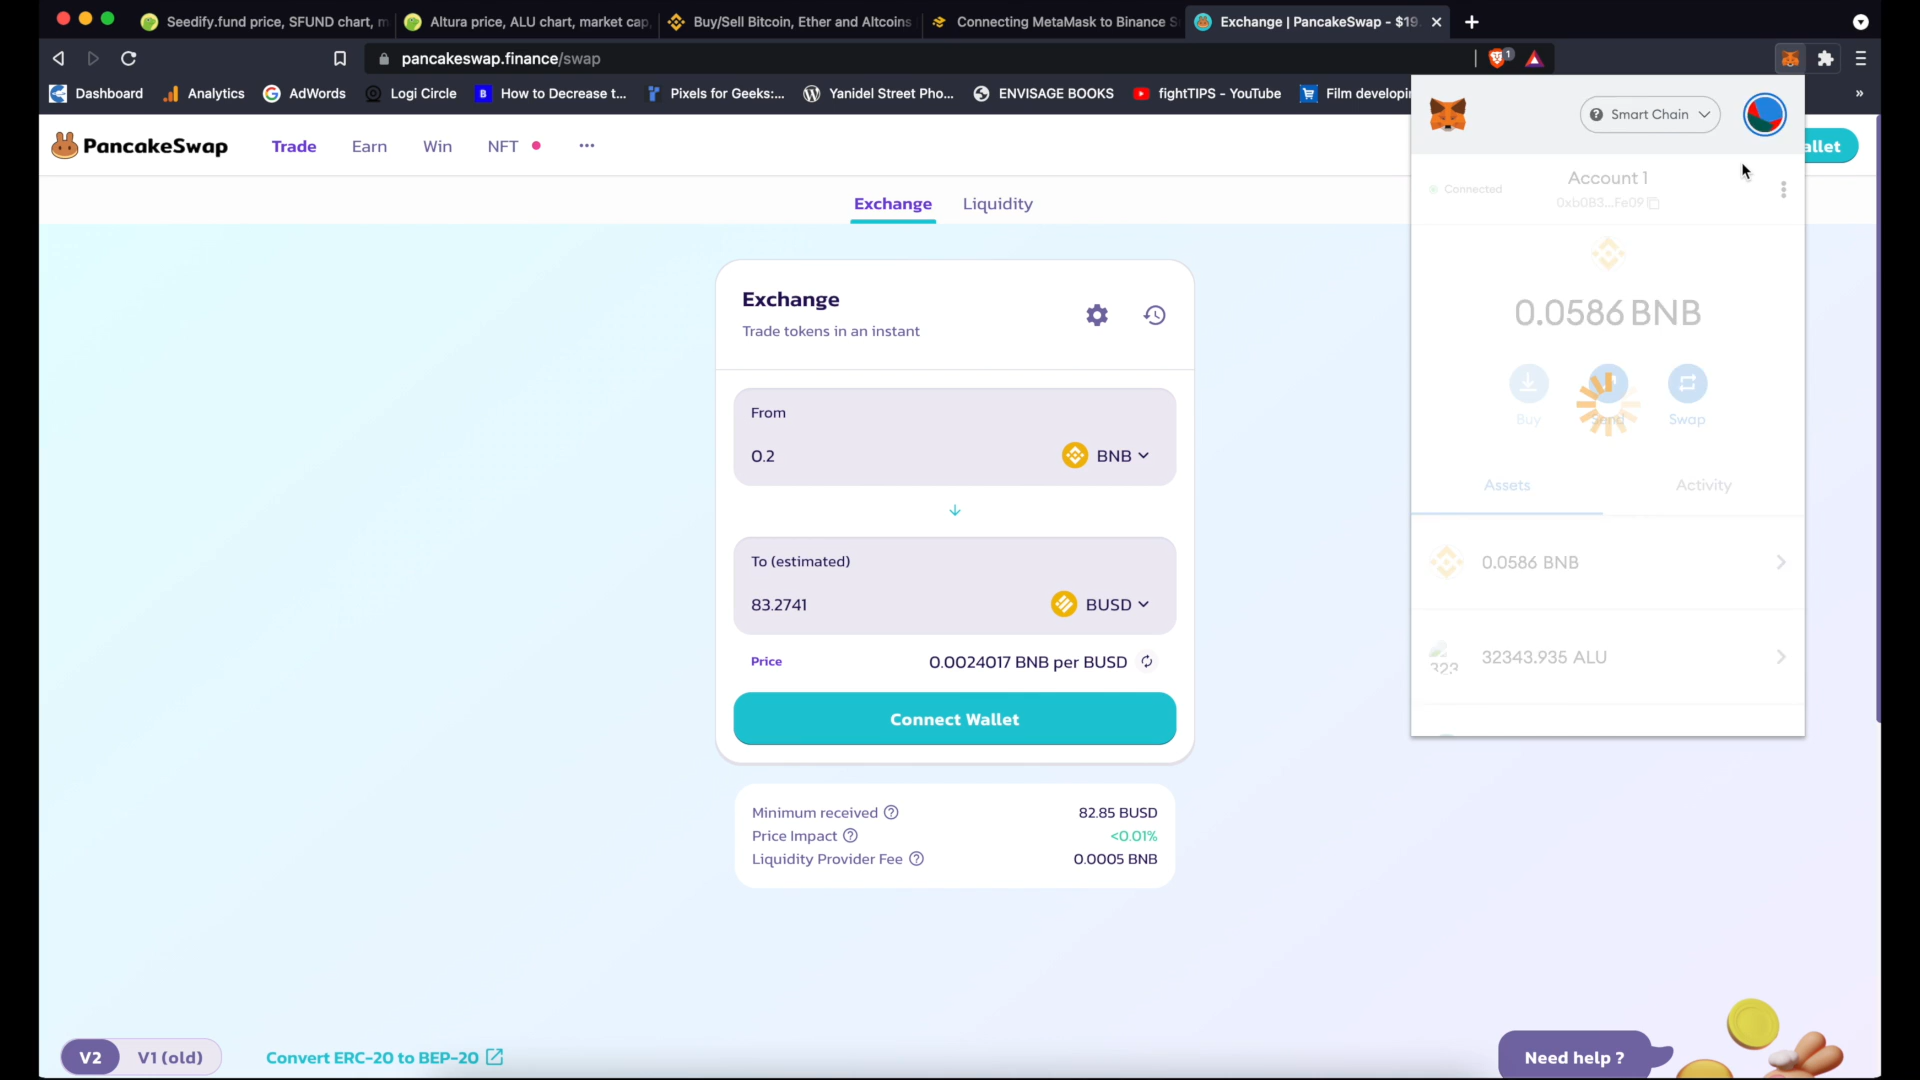 Seedify.fund price, SFUND chart, m
Altura price, ALU chart, market cap,
Buy/Sell Bitcoin, Ether and Altcoins
Connecting MetaMask to Binance S
Exchange | PancakeSwap - $19
pancakeswap.finance/swap
1
Dashboard
Analytics
AdWords
Logi Circle
How to Decrease t...
Pixels for Geeks:...
Yanidel Street Pho...
ENVISAGE BOOKS
fightTIPS - YouTube
Film developin
»
PancakeSwap
Trade
Earn
Win
NFT
Smart Chain
allet
Exchange
Liquidity
Connected
Account 1
0xb0B3...Fe09
0.0586 BNB
Buy
Send
Swap
Assets
Activity
0.0586 BNB
323
32343.935 ALU
Exchange
Trade tokens in an instant
From
0.2
BNB
To (estimated)
83.2741
BUSD
Price
0.0024017 BNB per BUSD
Connect Wallet
Minimum received
82.85 BUSD
Price Impact
<0.01%
Liquidity Provider Fee
0.0005 BNB
V2
V1 (old)
Convert ERC-20 to BEP-20
Need help ?